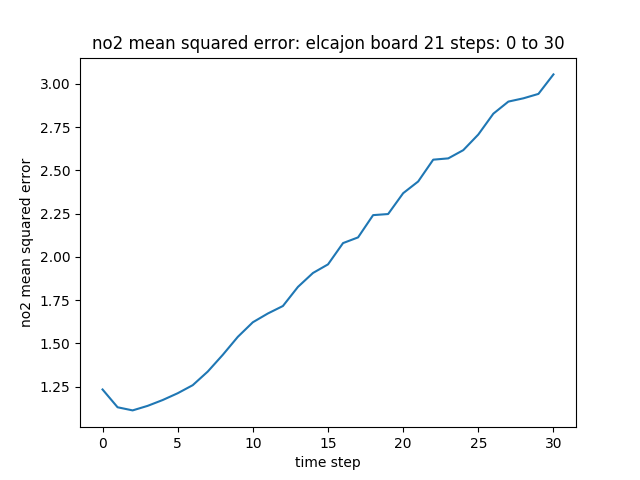 no2 mean squared error: elcajon board 21 steps: 0 to 30
no2 mean squared error
3.00
2.75
2.50
2.25
2.00
1.75
1.50
1.25
0 5 10 15 20 25 30
time step